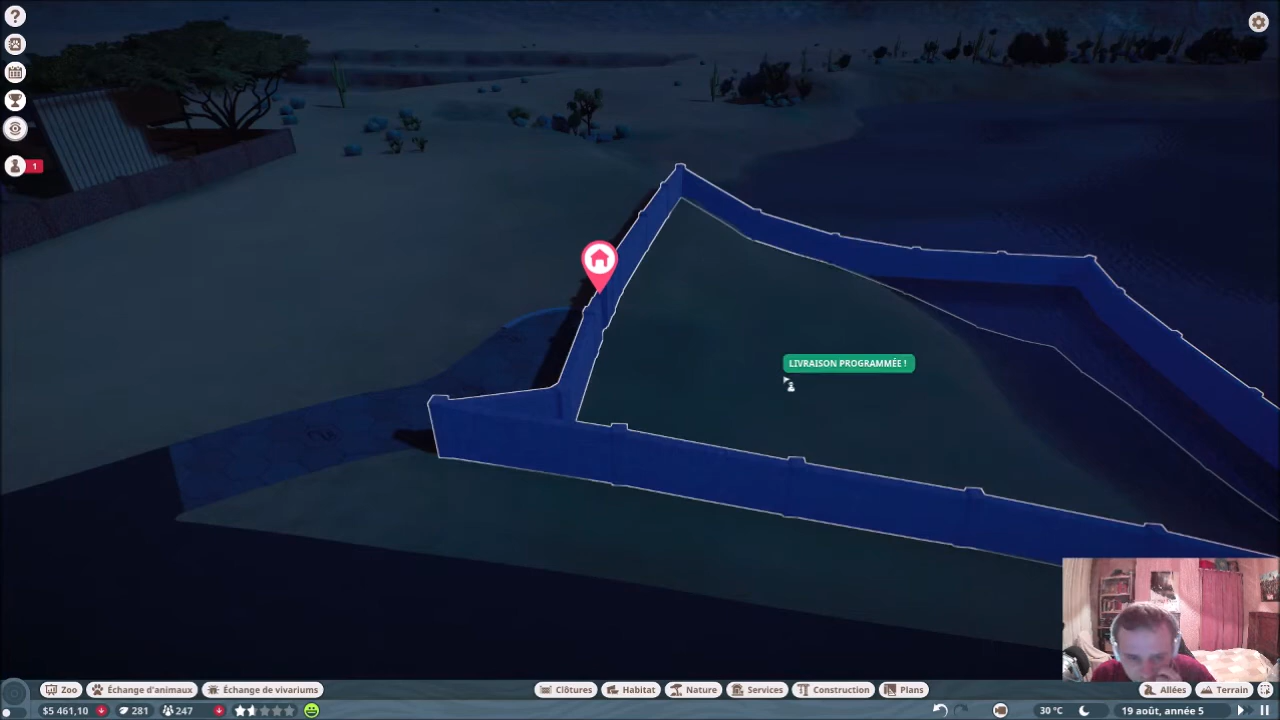 ?
1
LIVRAISON PROGRAMMÉE !
Zoo
Échange d'animaux
Échange de vivariums
Clôtures
Habitat
Nature
Services
Construction
Plans
Allées
Terrain
$5 461,10
281
247
30 °C
19 août, année 5